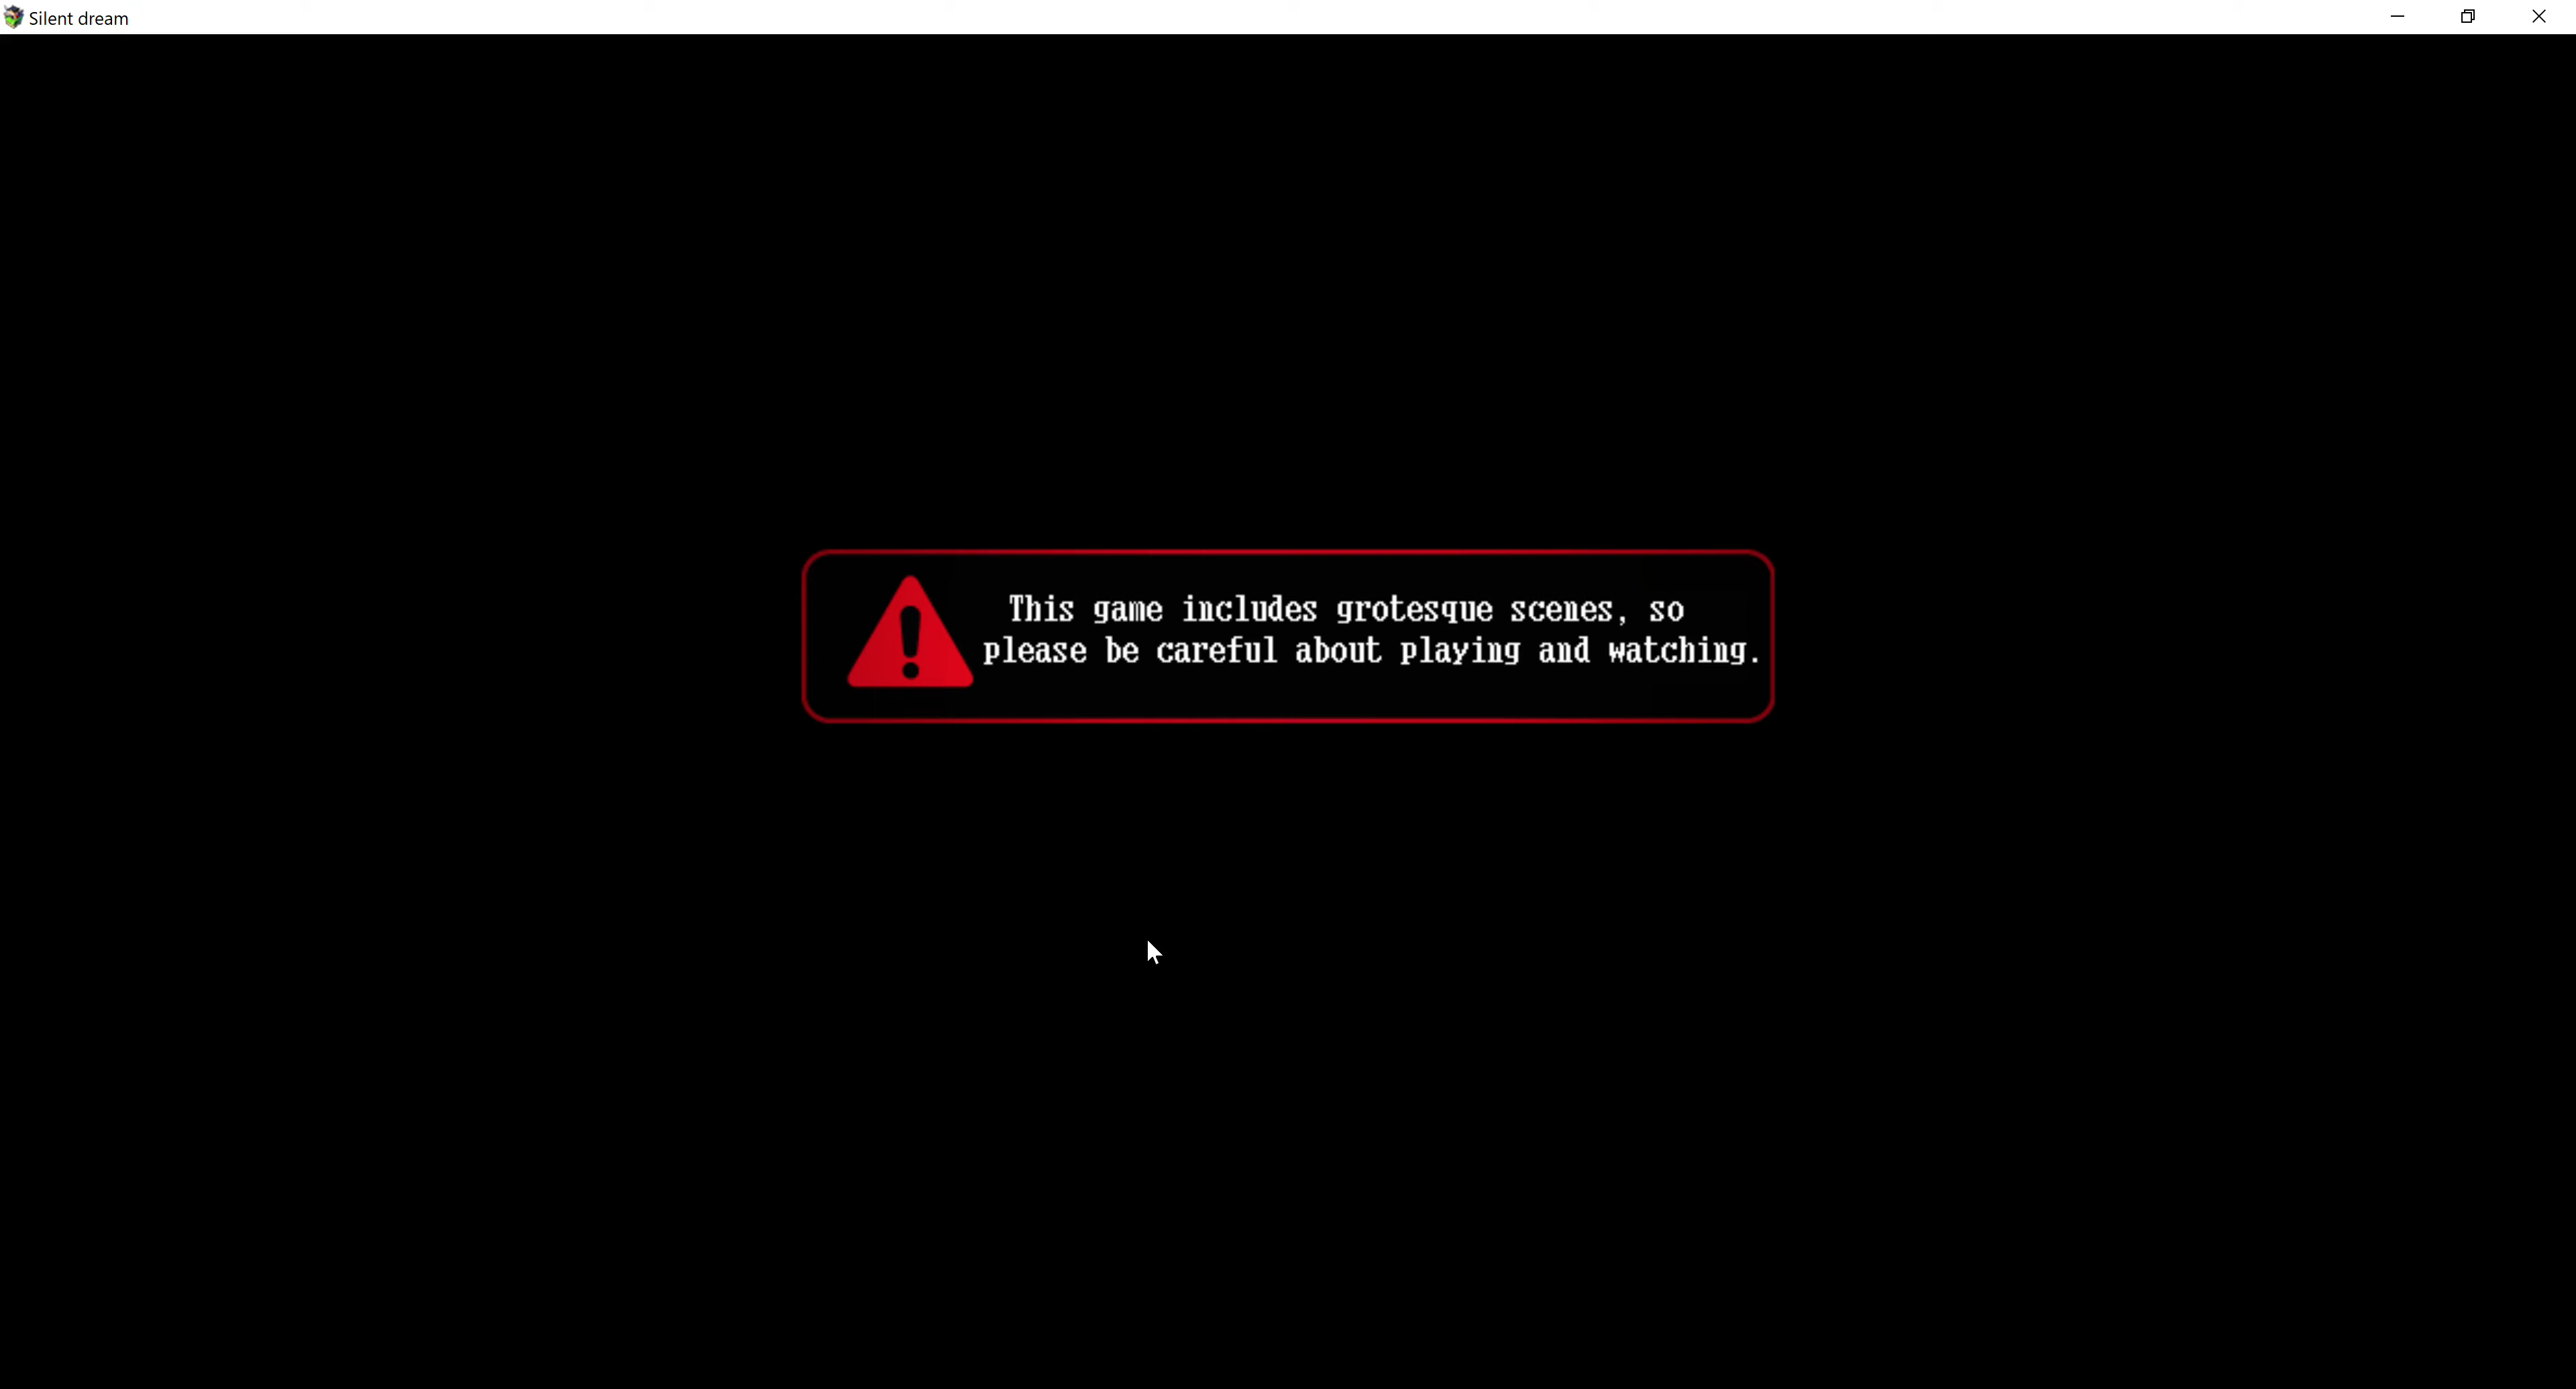 Silent dream
This game includes grotesque scenes, so
please be careful about playing and watching.